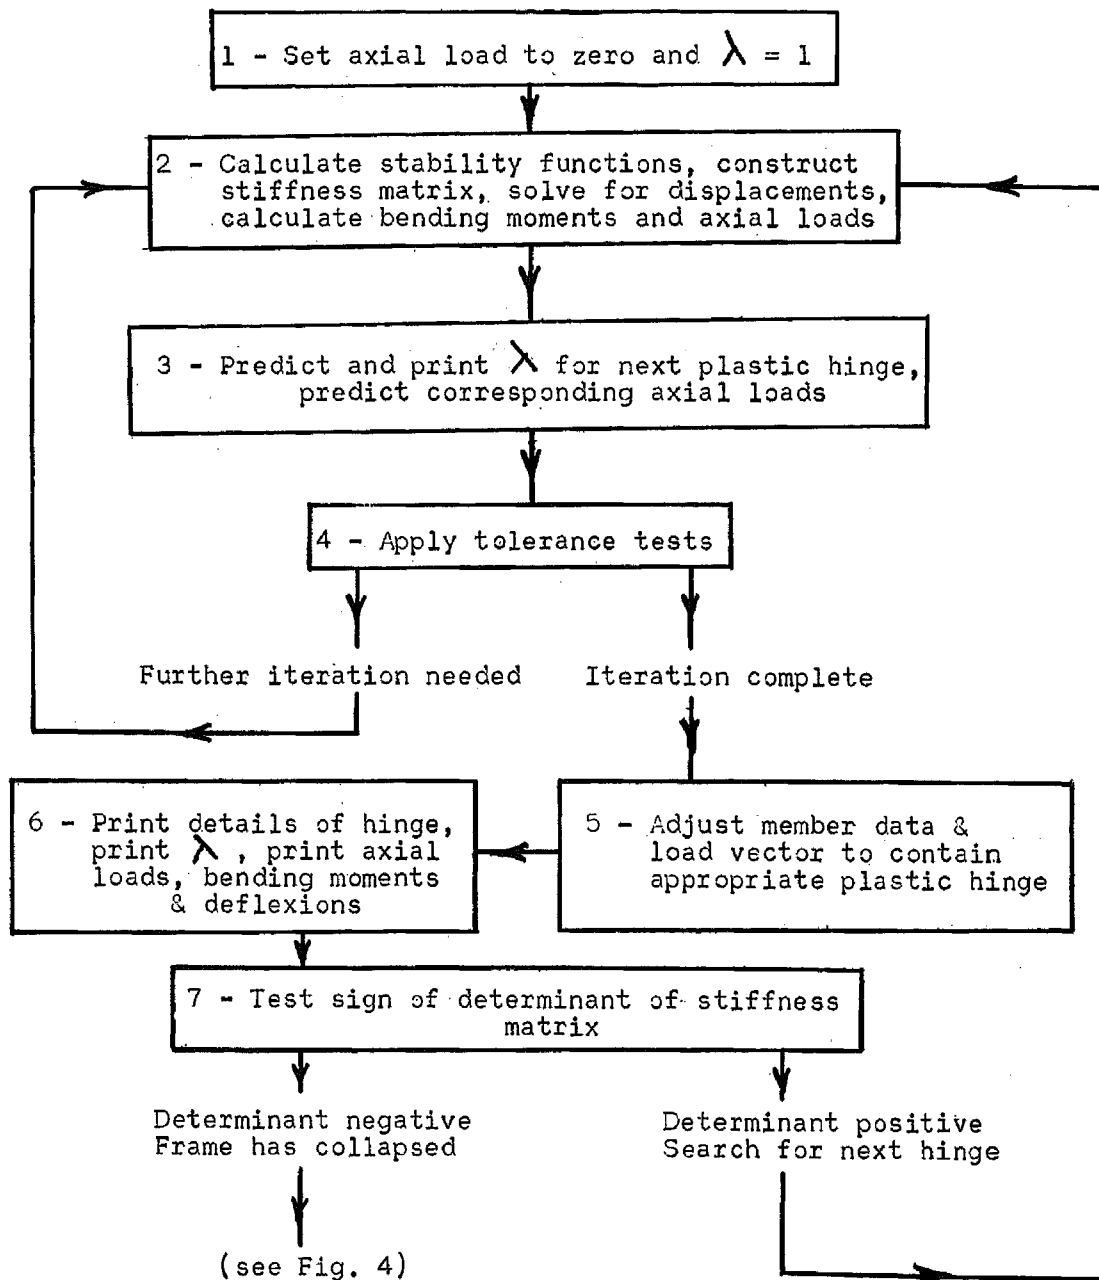 1 - Set axial load to zero and λ = 1
2 - Calculate stability functions, construct
stiffness matrix, solve for displacements,
calculate bending moments and axial loads
3 - Predict and print λ for next plastic hinge,
predict corresponding axial loads
4 - Apply tolerance tests
Further iteration needed
Iteration complete
6 - Print details of hinge,
print λ , print axial
loads, bending moments
& deflexions
5 - Adjust member data &
load vector to contain
appropriate plastic hinge
7 - Test sign of determinant of stiffness
matrix
Determinant negative
Frame has collapsed
Determinant positive
Search for next hinge
(see Fig. 4)